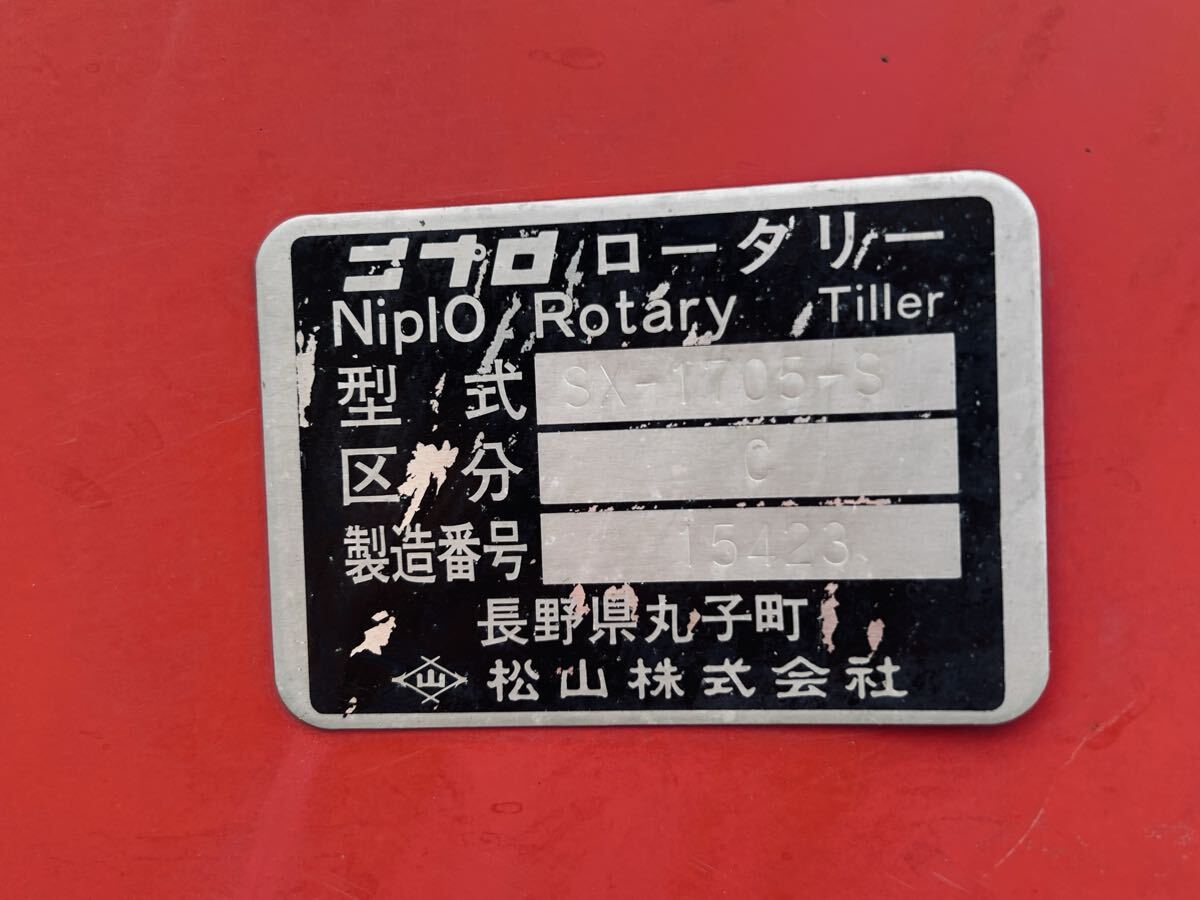 ニプロ ロータリー
NiplO Rotary Tiller
型式 SX-1705-S
区分 C
製造番号 15423
長野県丸子町
山 松山株式会社